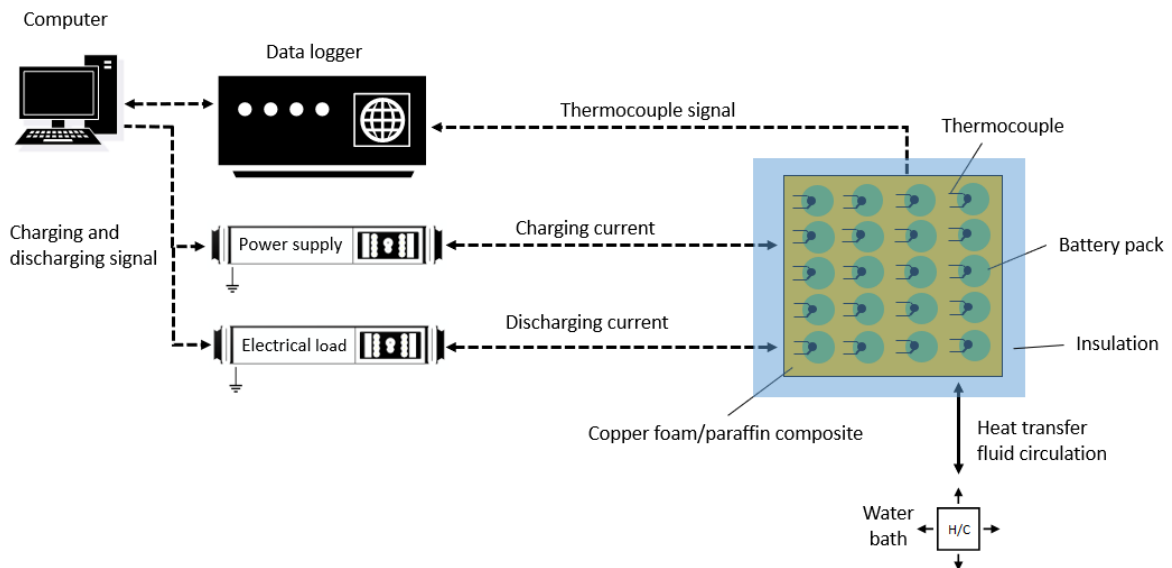 Computer
Data logger
Thermocouple signal
Thermocouple
Charging and
discharging signal
Power supply
Charging current
Battery pack
Electrical load
Discharging current
Insulation
Copper foam/paraffin composite
Heat transfer
fluid circulation
Water
bath
H/C